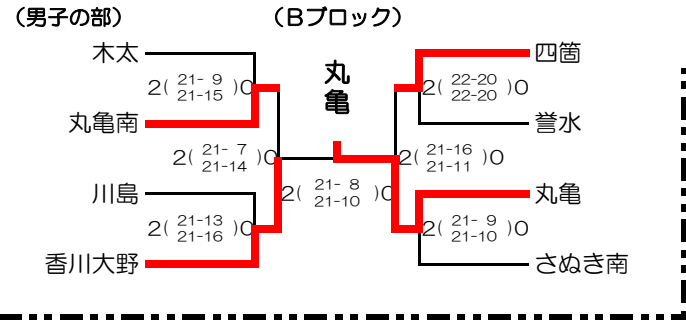 （男子の部）　（Ｂブロック）
木太
2( 21- 9 )0
21-15
丸亀南
2( 21- 7 )0
21-14
川島
2( 21-13 )0
21-16
香川大野
丸亀
2( 21- 8 )0
21-10
四箇
2( 22-20 )0
22-20
誉水
2( 21-16 )0
21-11
丸亀
2( 21- 9 )0
21-10
さぬき南